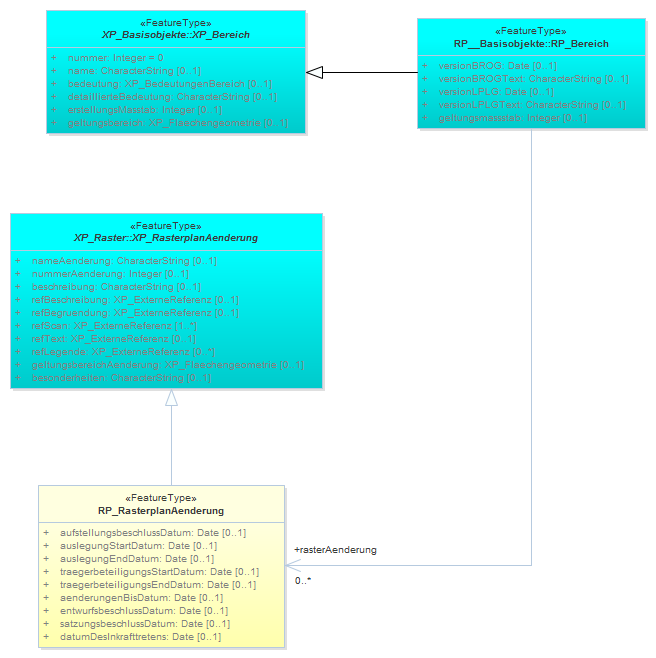 «FeatureType»
XP_Basisobjekte::XP_Bereich
+ nummer: Integer = 0
+ name: CharacterString [0..1]
+ bedeutung: XP_BedeutungenBereich [0..1]
+ detaillierteBedeutung: CharacterString [0..1]
+ erstellungsMasstab: Integer [0..1]
+ geltungsbereich: XP_Flaechengeometrie [0..1]
«FeatureType»
RP__Basisobjekte::RP_Bereich
+ versionBROG: Date [0..1]
+ versionBROGText: CharacterString [0..1]
+ versionLPLG: Date [0..1]
+ versionLPLGText: CharacterString [0..1]
+ geltungsmassstab: Integer [0..1]
«FeatureType»
XP_Raster::XP_RasterplanAenderung
+ nameAenderung: CharacterString [0..1]
+ nummerAenderung: Integer [0..1]
+ beschreibung: CharacterString [0..1]
+ refBeschreibung: XP_ExterneReferenz [0..1]
+ refBegruendung: XP_ExterneReferenz [0..1]
+ refScan: XP_ExterneReferenz [1..*]
+ refText: XP_ExterneReferenz [0..1]
+ refLegende: XP_ExterneReferenz [0..*]
+ geltungsbereichAenderung: XP_Flaechengeometrie [0..1]
+ besonderheiten: CharacterString [0..1]
«FeatureType»
RP_RasterplanAenderung
+ aufstellungsbeschlussDatum: Date [0..1]
+ auslegungStartDatum: Date [0..1]
+ auslegungEndDatum: Date [0..1]
+ traegerbeteiligungsStartDatum: Date [0..1]
+ traegerbeteiligungsEndDatum: Date [0..1]
+ aenderungenBisDatum: Date [0..1]
+ entwurfsbeschlussDatum: Date [0..1]
+ satzungsbeschlussDatum: Date [0..1]
+ datumDesInkrafttretens: Date [0..1]
+rasterAenderung
0..*